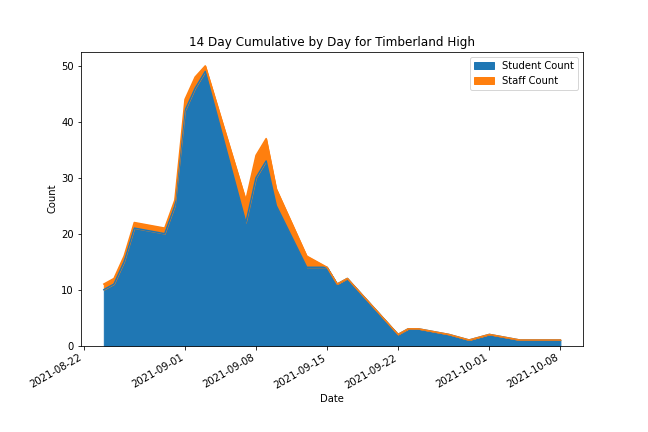 14 Day Cumulative by Day for Timberland High
Student Count
Staff Count
50
40
30
20
10
0
Count
2021-08-22
2021-09-01
2021-09-08
2021-09-15
2021-09-22
2021-10-01
2021-10-08
Date